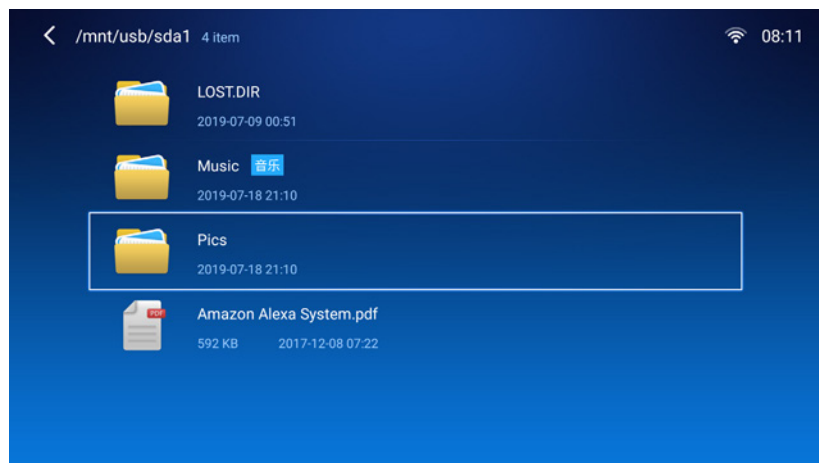 /mnt/usb/sda1 4 item 08:11
LOST.DIR
2019-07-09 00:51
Music 音乐
2019-07-18 21:10
Pics
2019-07-18 21:10
PDF
Amazon Alexa System.pdf
592 KB 2017-12-08 07:22